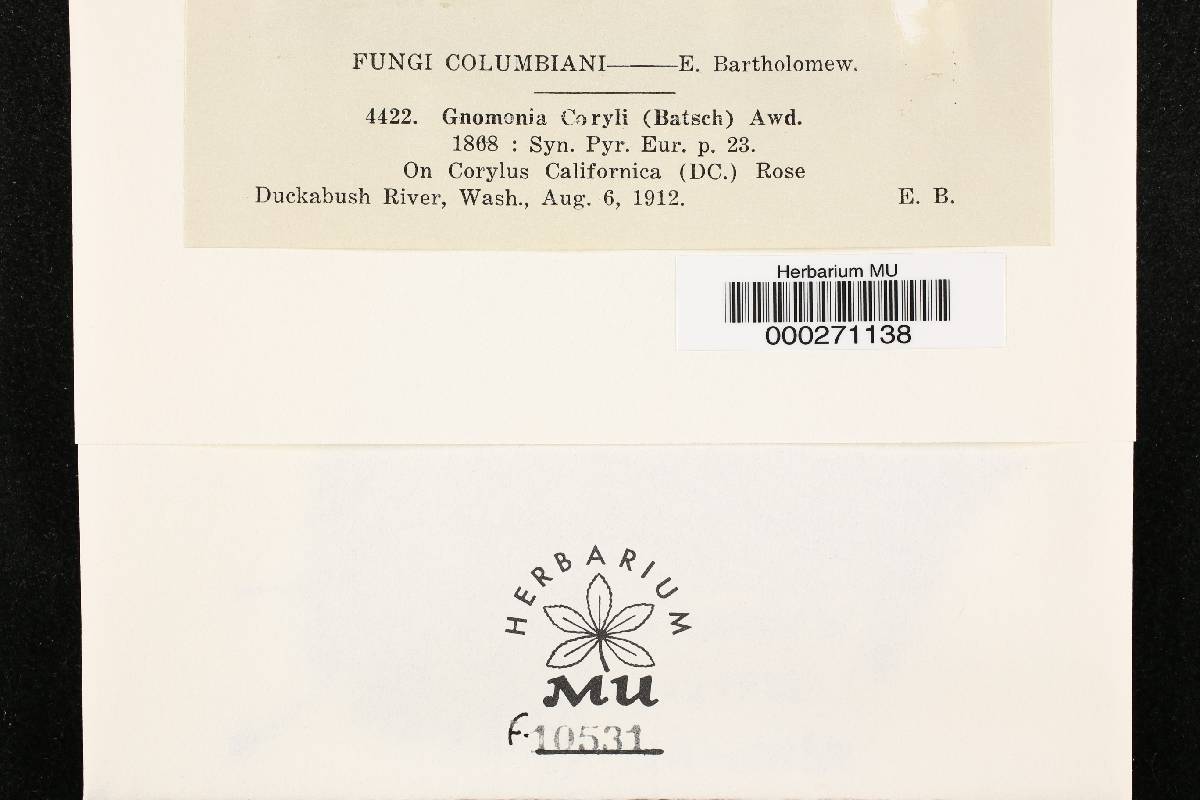 FUNGI COLUMBIANI——E. Bartholomew.
4422. Gnomonia Coryli (Batsch) Awd.
1868 : Syn. Pyr. Eur. p. 23.
On Corylus Californica (DC.) Rose
Duckabush River, Wash., Aug. 6, 1912. E. B.
Herbarium MU
000271138
HERBARIUM
MU
F. 10531